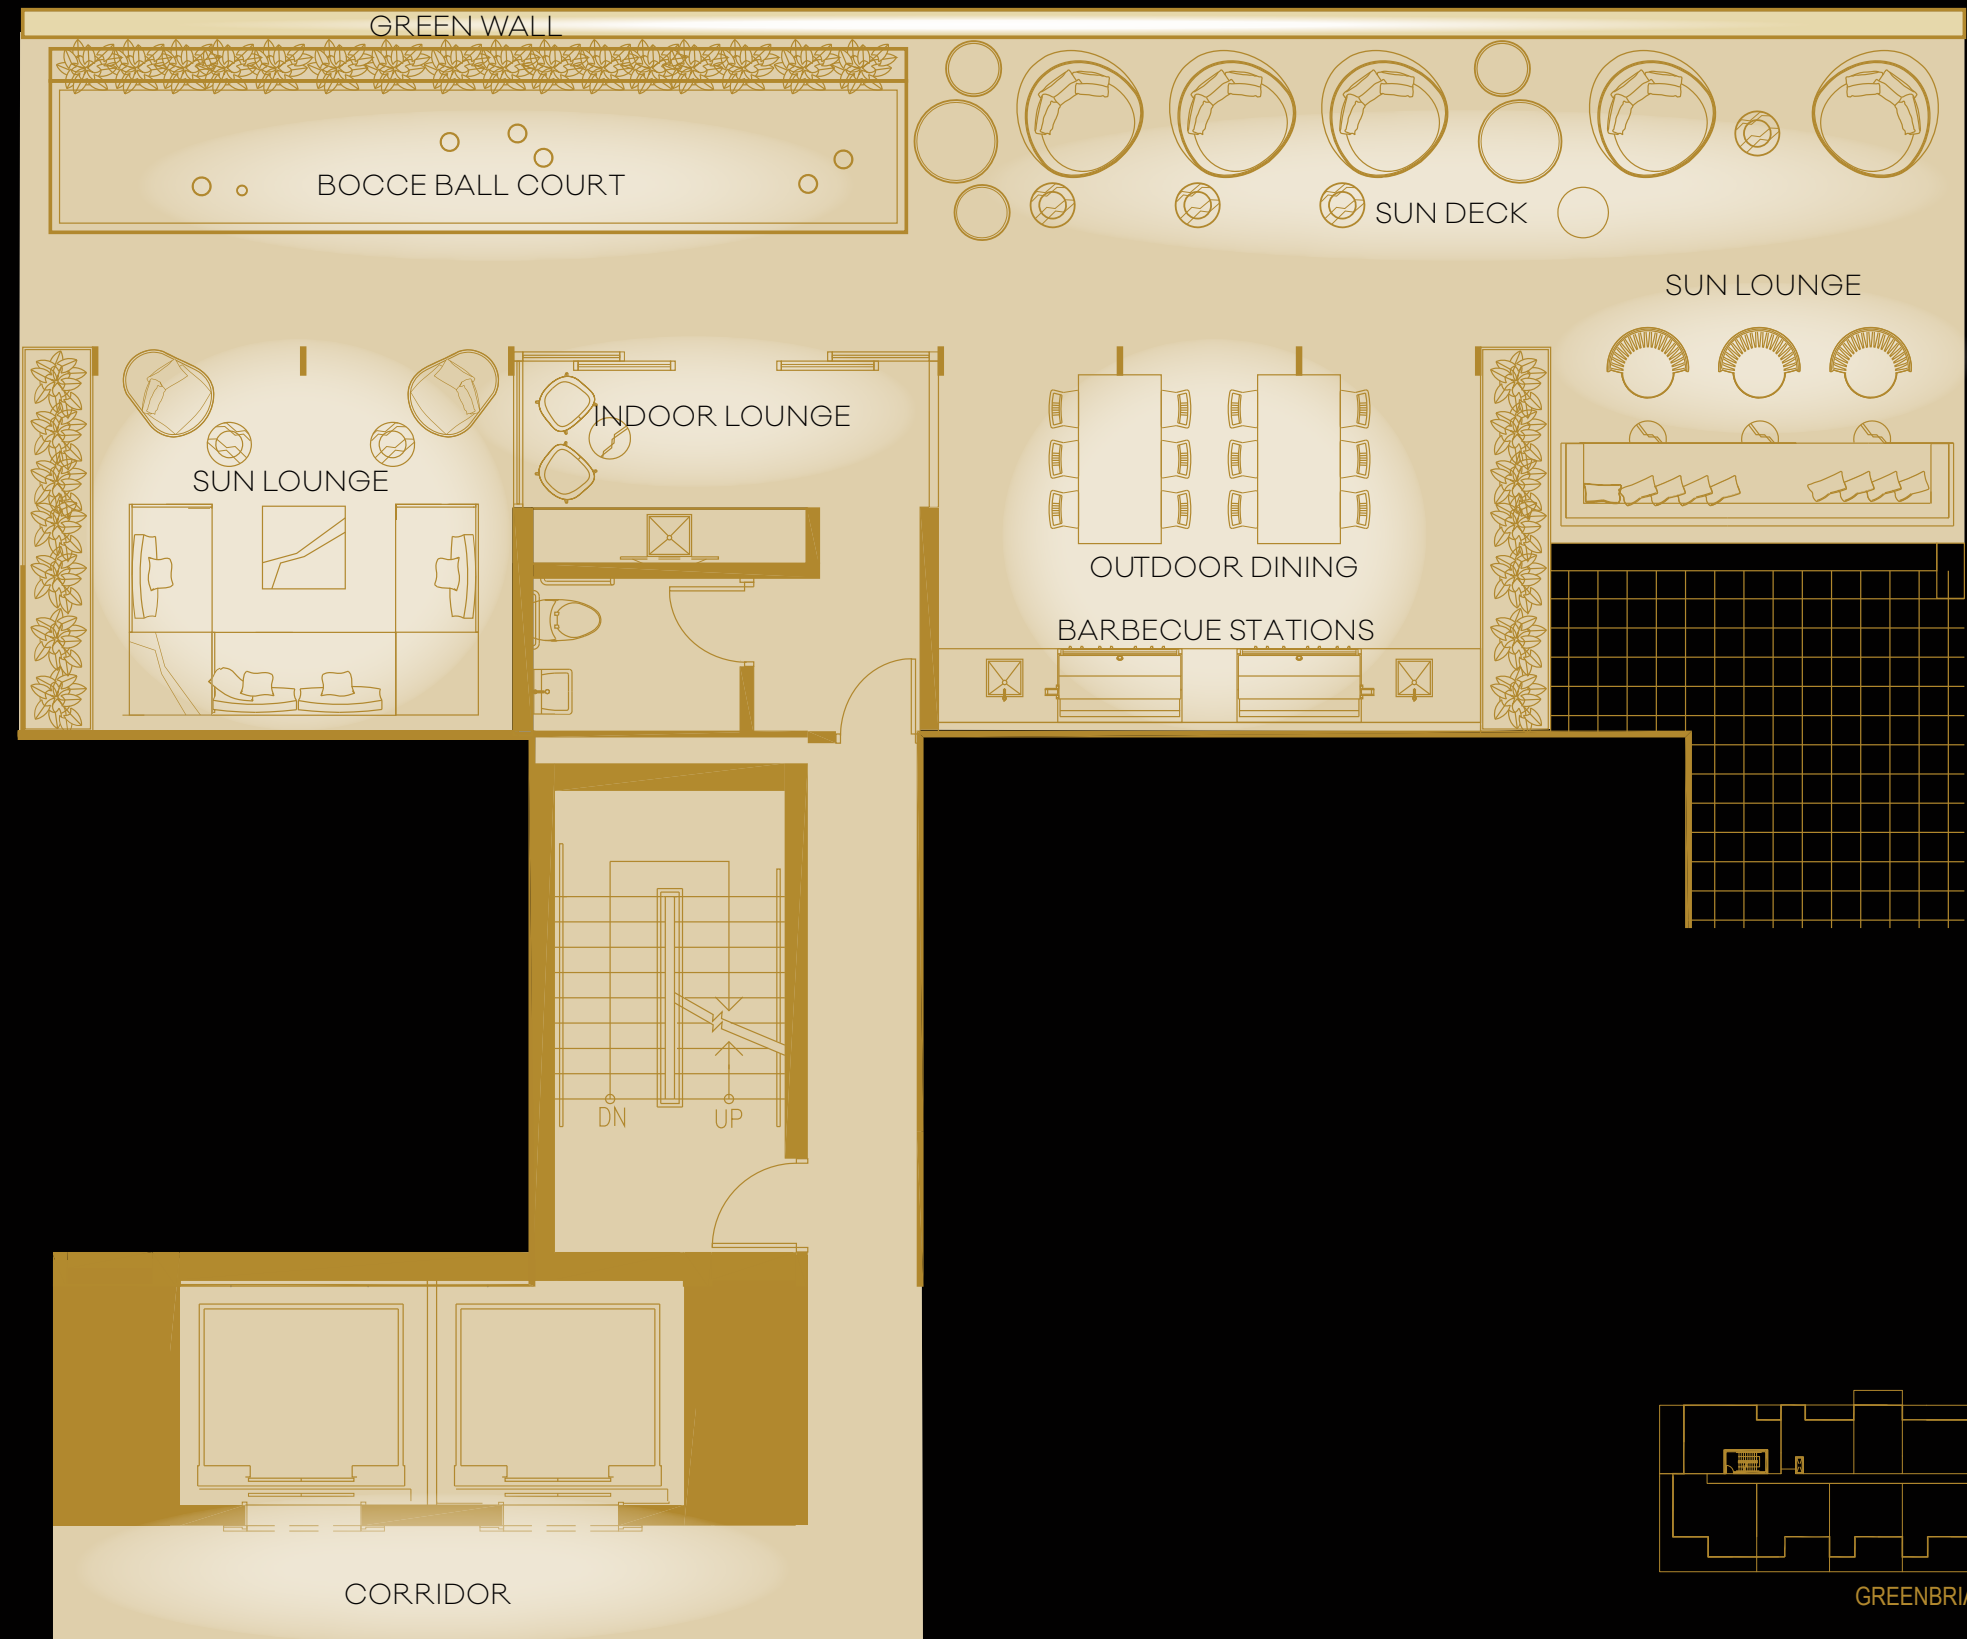 GREEN WALL
BOCCE BALL COURT
SUN DECK
SUN LOUNGE
INDOOR LOUNGE
SUN LOUNGE
OUTDOOR DINING
BARBECUE STATIONS
DN
UP
CORRIDOR